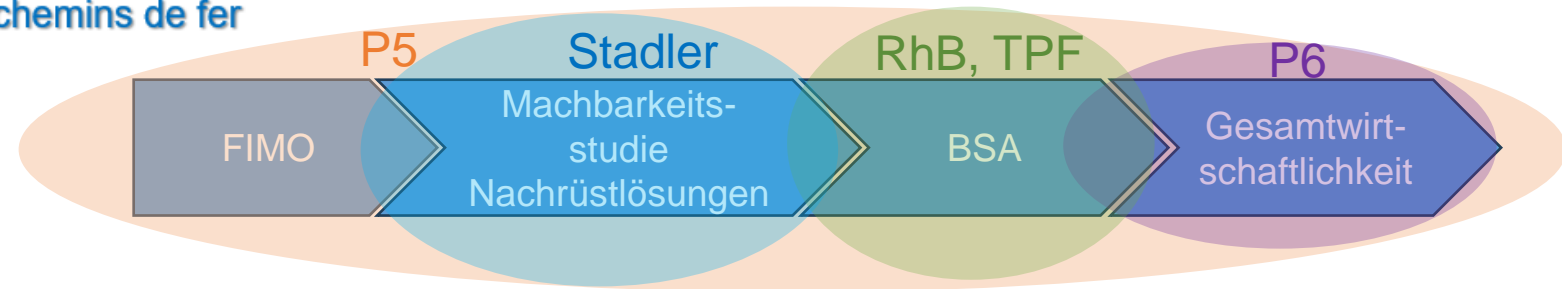 chemins de fer
P5
Stadler
RhB, TPF
P6
FIMO
Machbarkeits-
studie
Nachrüstlösungen
BSA
Gesamtwirt-
schaftlichkeit